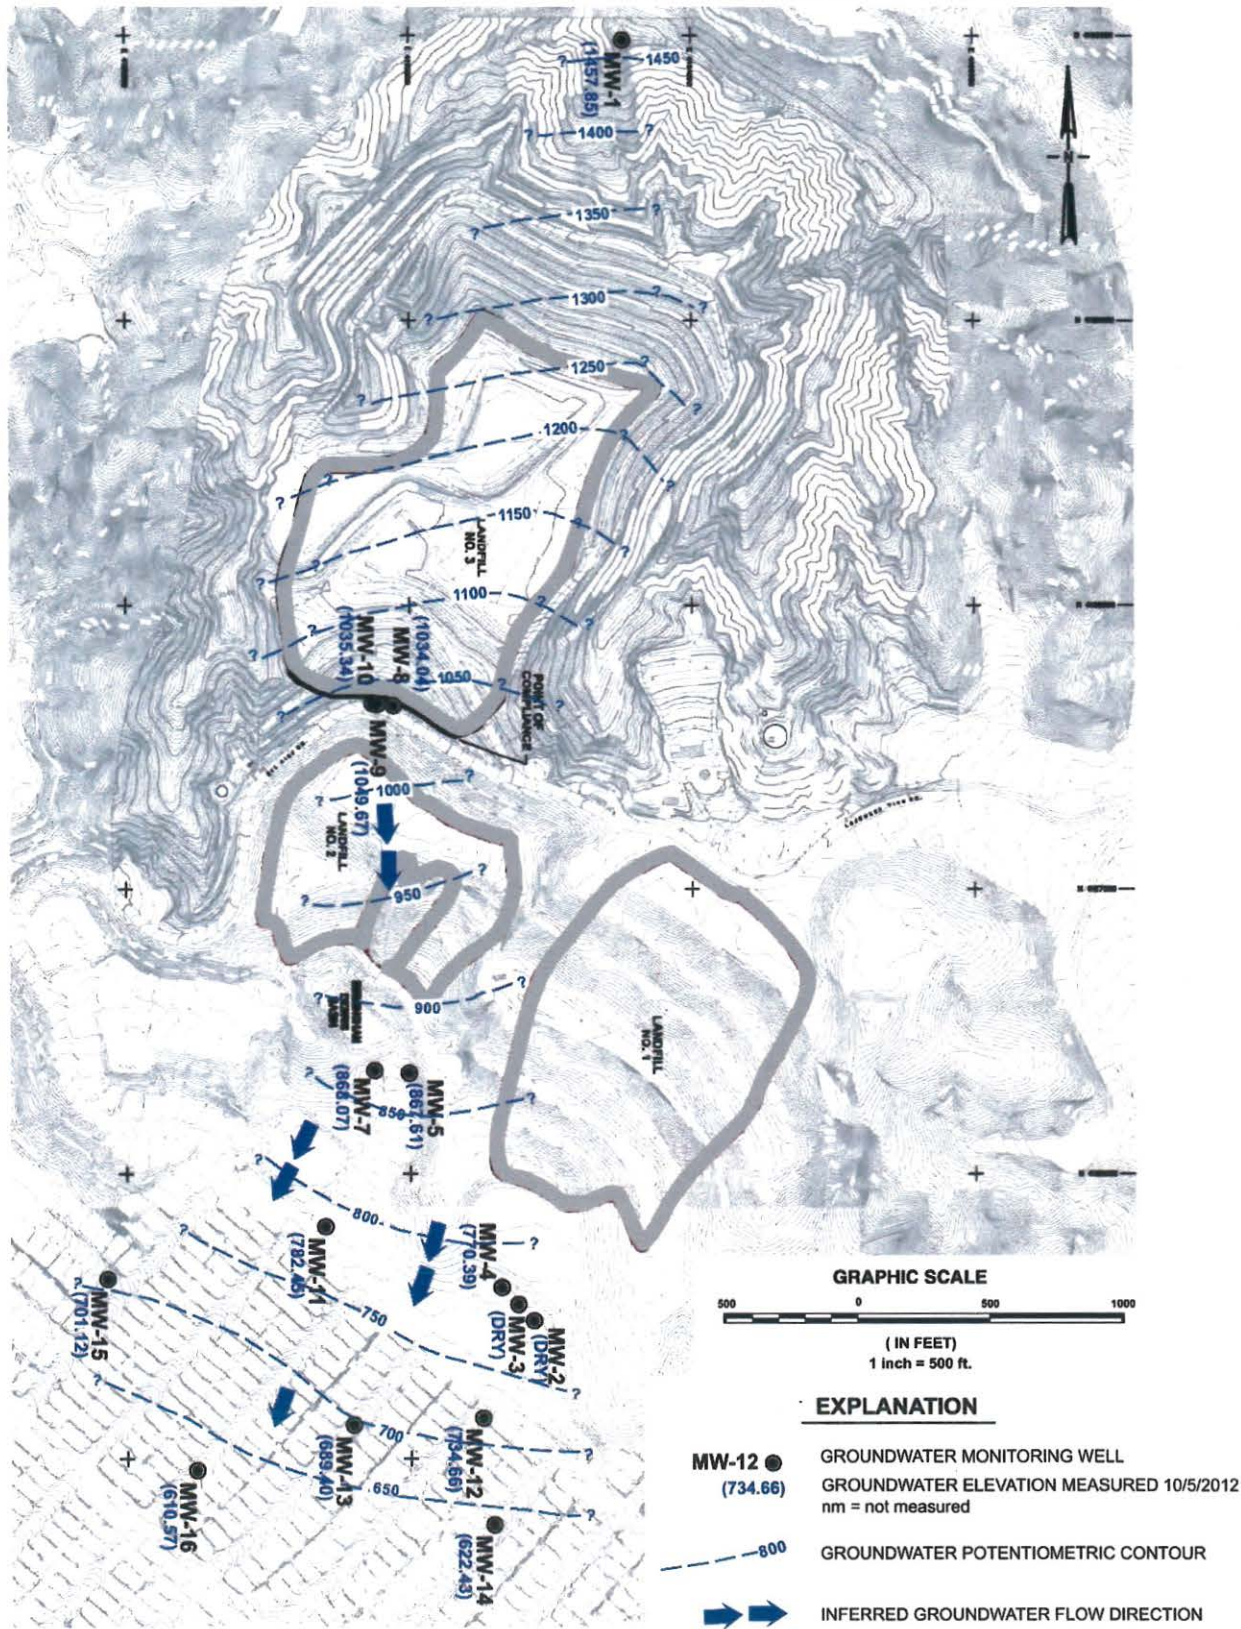 MW-1
(1457.85)
1450
1400
1350
1300
1250
1200
1150
LANDFILL
NO. 3
1100
(1034.04)
MW-8
MW-10
(1035.34)
1050
POINT OF
COMPLIANCE
MW-9
(1049.67)
1000
LANDFILL
NO. 2
950
900
LANDFILL
NO. 1
MW-5
(867.61)
MW-7
(868.07)
850
800
MW-4
(770.39)
MW-11
(782.45)
MW-3
(DRY)
MW-2
(DRY)
750
MW-15
(701.12)
700
MW-12
(734.66)
MW-13
(689.40)
650
MW-16
(610.57)
MW-14
(622.43)
N
GRAPHIC SCALE
500 0 500 1000
( IN FEET)
1 inch = 500 ft.
EXPLANATION
MW-12 GROUNDWATER MONITORING WELL
(734.66) GROUNDWATER ELEVATION MEASURED 10/5/2012
nm = not measured
800 GROUNDWATER POTENTIOMETRIC CONTOUR
INFERRED GROUNDWATER FLOW DIRECTION